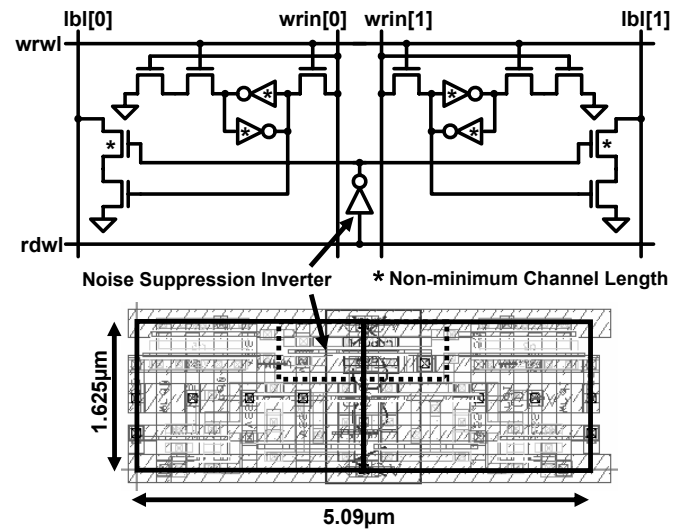 lbl[0] wrin[0] wrin[1] lbl[1]
wrwl
* *
* *
* *
rdwl
Noise Suppression Inverter * Non-minimum Channel Length
1.625µm
5.09µm